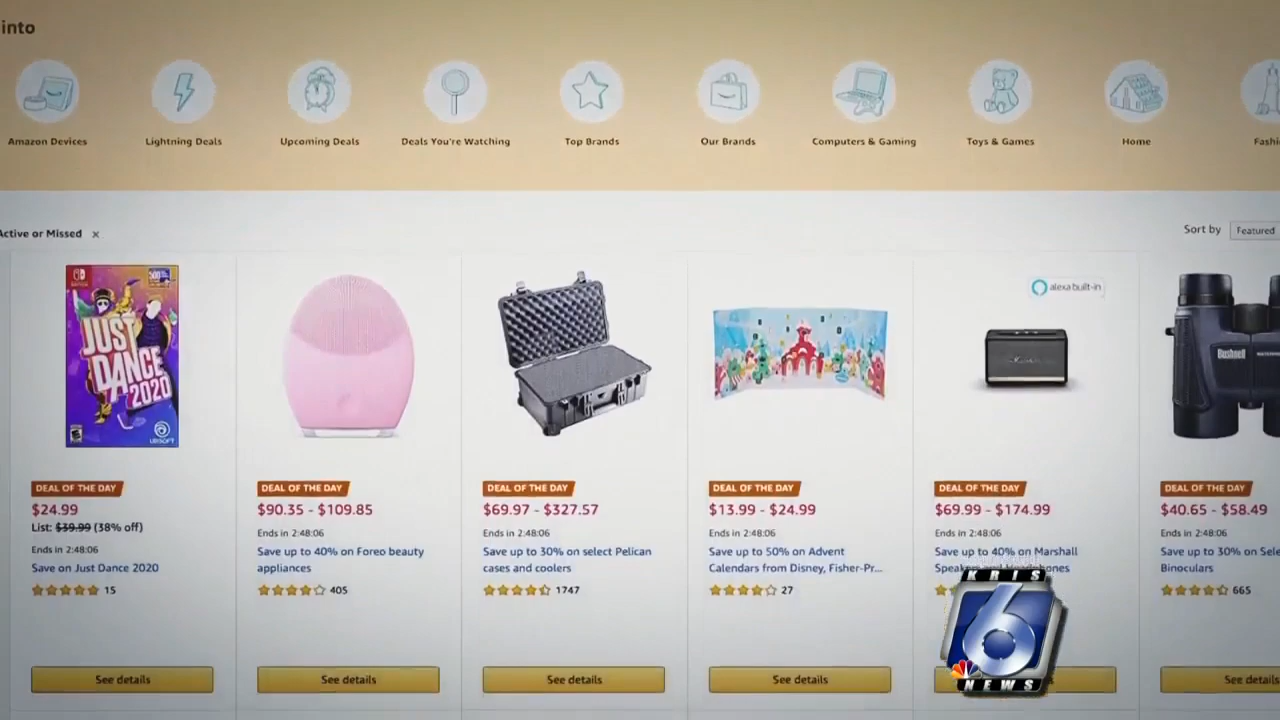 into
Amazon Devices
Lightning Deals
Upcoming Deals
Deals You're Watching
Top Brands
Our Brands
Computers & Gaming
Toys & Games
Home
Fashi
Active or Missed x
Sort by
Featured
JUST
DANCE
2020
UBISOFT
alexa built-in
Bushnell
DEAL OF THE DAY
$24.99
List: $39.99 (38% off)
Ends in 2:48:06
Save on Just Dance 2020
15
See details
DEAL OF THE DAY
$90.35 - $109.85
Ends in 2:48:06
Save up to 40% on Foreo beauty
appliances
405
See details
DEAL OF THE DAY
$69.97 - $327.57
Ends in 2:48:06
Save up to 30% on select Pelican
cases and coolers
1747
See details
DEAL OF THE DAY
$13.99 - $24.99
Ends in 2:48:06
Save up to 50% on Advent
Calendars from Disney, Fisher-Pr...
27
See details
DEAL OF THE DAY
$69.99 - $174.99
Ends in 2:48:06
Save up to 40% on Marshall
Speakers and Headphones
DEAL OF THE DAY
$40.65 - $58.49
Ends in 2:48:06
Save up to 30% on Sele
Binoculars
665
See details
KRIS
6
NEWS